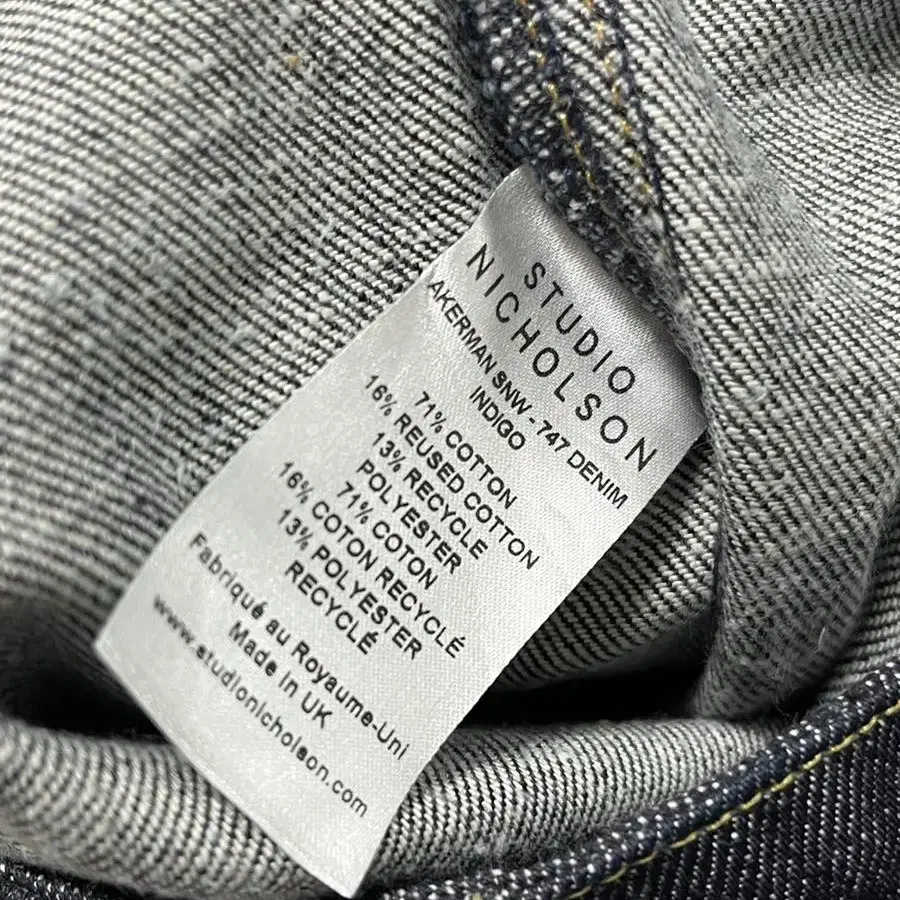 STUDIO
NICHOLSON
AKERMAN SNW - 747 DENIM
INDIGO
71% COTTON
16% REUSED COTTON
13% RECYCLE
POLYESTER
71% COTON
16% COTON RECYCLÉ
13% POLYESTER
RECYCLÉ
Fabriqué au Royaume-Uni
Made in UK
www.studionicholson.com